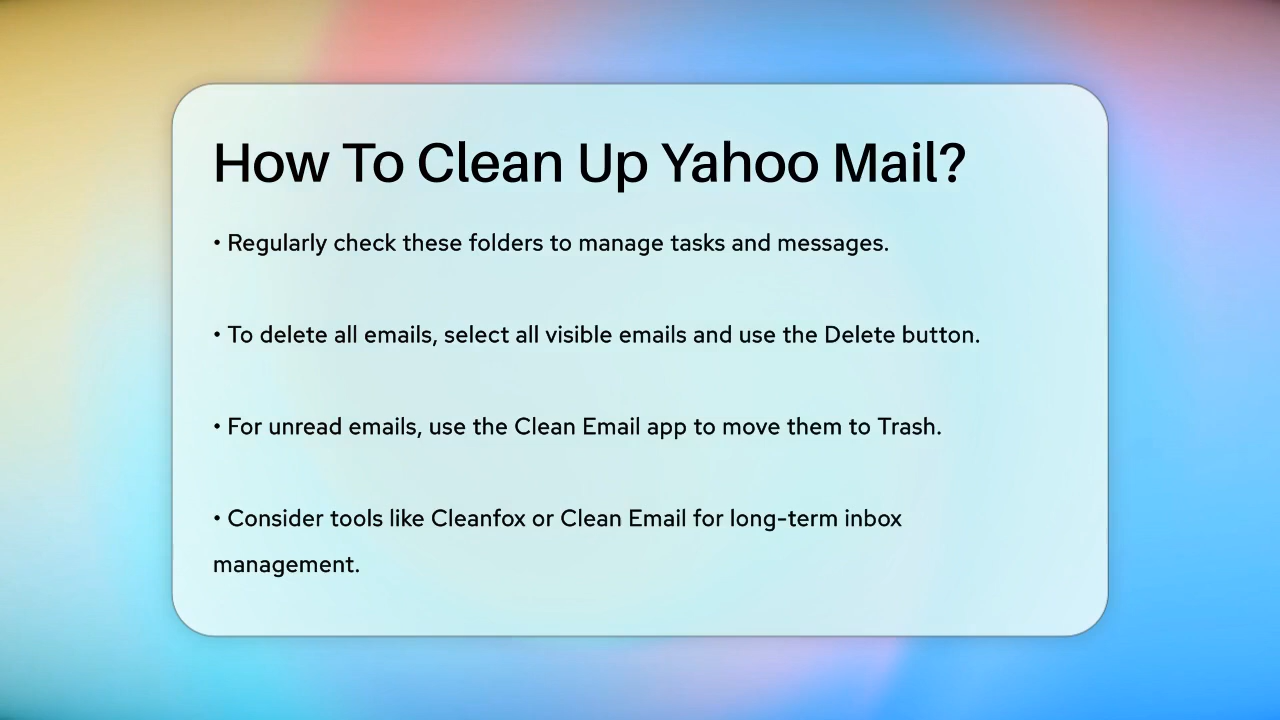 How To Clean Up Yahoo Mail?
• Regularly check these folders to manage tasks and messages.
• To delete all emails, select all visible emails and use the Delete button.
• For unread emails, use the Clean Email app to move them to Trash.
• Consider tools like Cleanfox or Clean Email for long-term inbox
management.